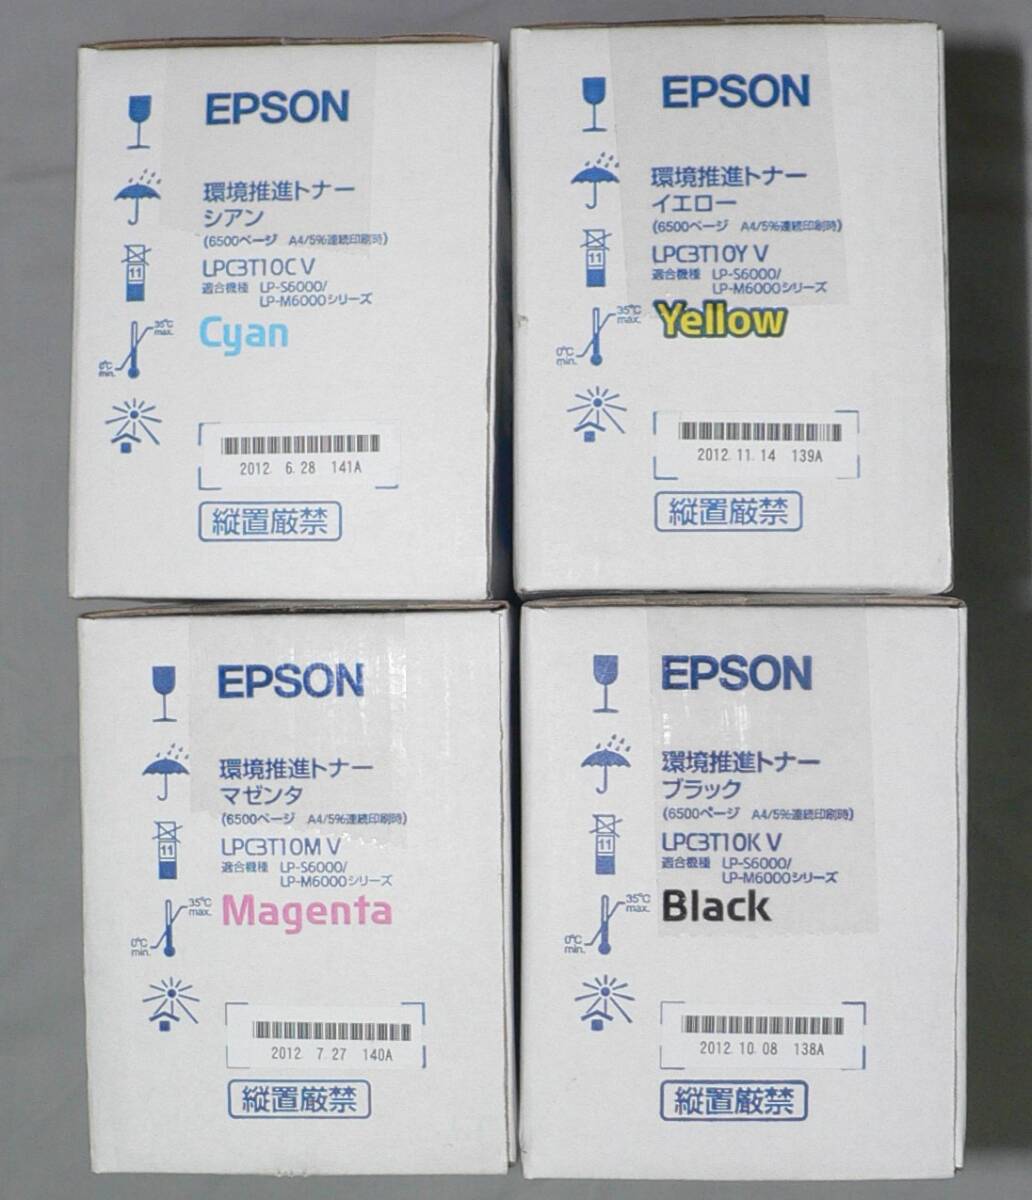 EPSON
環境推進トナー
シアン
(6500ページ A4/5%連続印刷時)
LPC3T10C V
適合機種 LP-S6000/
LP-M6000シリーズ
Cyan
11
35℃
max.
0℃
min.
2012. 6. 28 141A
縦置厳禁
EPSON
環境推進トナー
イエロー
(6500ページ A4/5%連続印刷時)
LPC3T10Y V
適合機種 LP-S6000/
LP-M6000シリーズ
Yellow
11
35℃
max.
0℃
min.
2012. 11. 14 139A
縦置厳禁
EPSON
環境推進トナー
マゼンタ
(6500ページ A4/5%連続印刷時)
LPC3T10M V
適合機種 LP-S6000/
LP-M6000シリーズ
Magenta
11
35℃
max.
0℃
min.
2012. 7. 27 140A
縦置厳禁
EPSON
環境推進トナー
ブラック
(6500ページ A4/5%連続印刷時)
LPC3T10K V
適合機種 LP-S6000/
LP-M6000シリーズ
Black
11
35℃
max.
0℃
min.
2012. 10. 08 138A
縦置厳禁